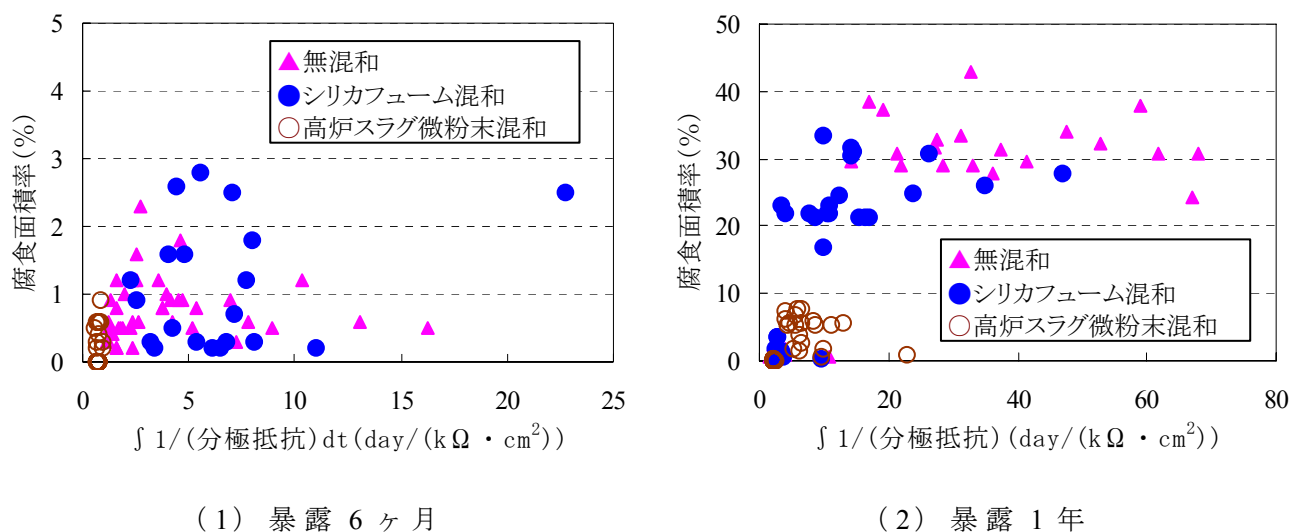 5
4
3
2
1
0
腐食面積率(%)
無混和
シリカフューム混和
高炉スラグ微粉末混和
0 5 10 15 20 25
∫1/(分極抵抗)dt(day/(kΩ・cm²))
(1) 暴露 6 ヶ月
50
40
30
20
10
0
腐食面積率(%)
無混和
シリカフューム混和
高炉スラグ微粉末混和
0 20 40 60 80
∫1/(分極抵抗)(day/(kΩ・cm²))
(2) 暴露 1 年